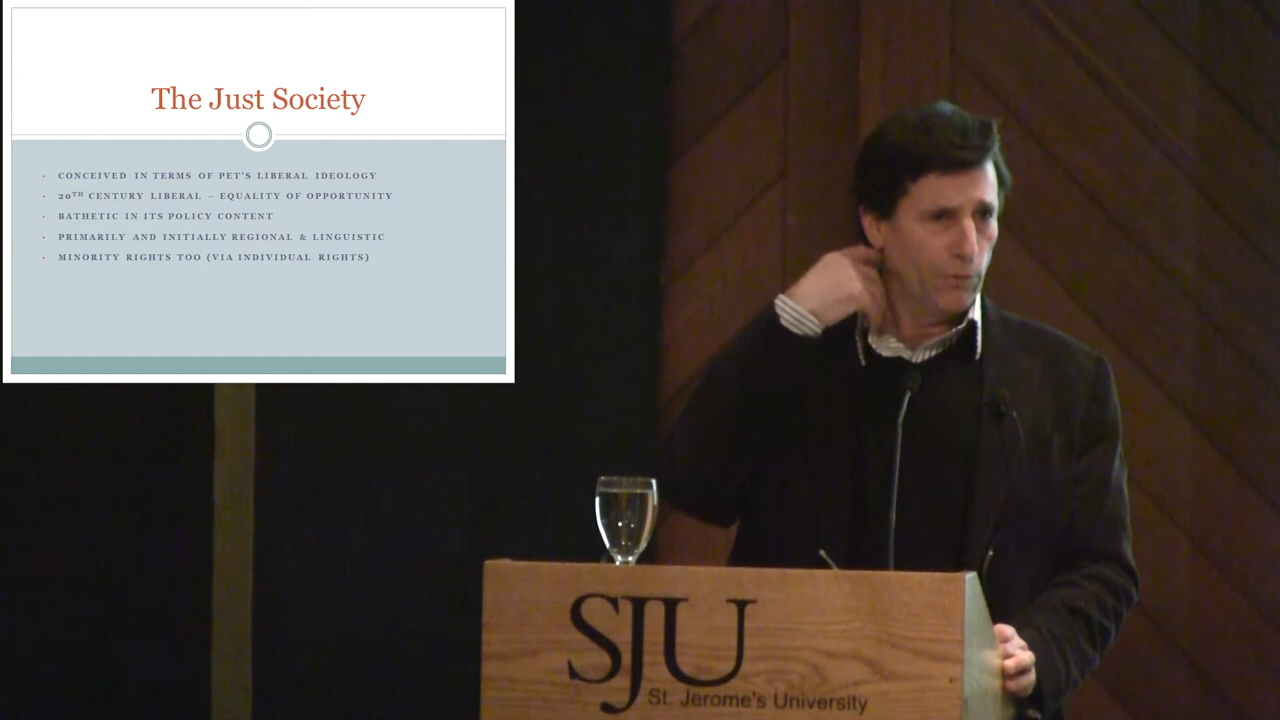 The Just Society
· CONCEIVED IN TERMS OF PET'S LIBERAL IDEOLOGY
· 20TH CENTURY LIBERAL – EQUALITY OF OPPORTUNITY
· BATHETIC IN ITS POLICY CONTENT
· PRIMARILY AND INITIALLY REGIONAL & LINGUISTIC
· MINORITY RIGHTS TOO (VIA INDIVIDUAL RIGHTS)
SJU
St. Jerome's University